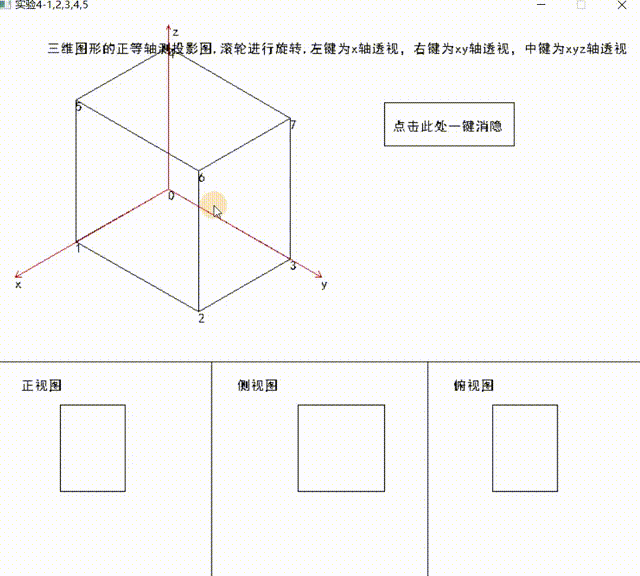 实验4-1,2,3,4,5
z
三维图形的正等轴测投影图,滚轮进行旋转,左键为x轴透视，右键为xy轴透视，中键为xyz轴透视
4
5
7
点击此处一键消隐
6
0
1
3
x
y
2
正视图
侧视图
俯视图